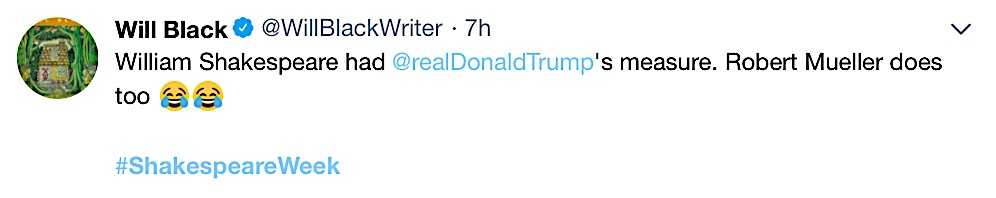 Will Black @WillBlackWriter · 7h
William Shakespeare had @realDonaldTrump's measure. Robert Mueller does
too 😂😂
#ShakespeareWeek